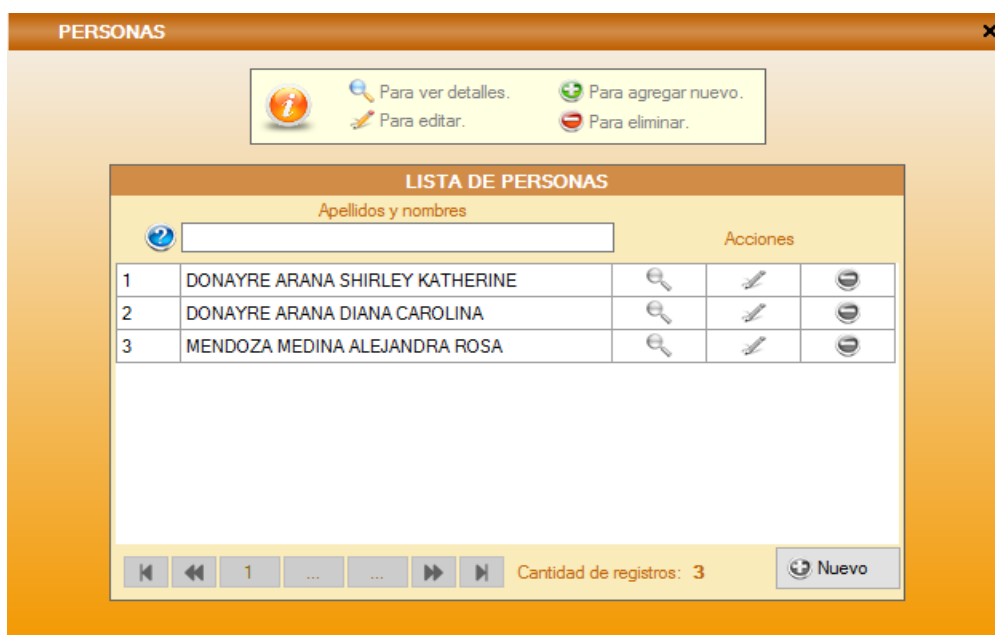 PERSONAS
Para ver detalles. Para agregar nuevo.
Para editar. Para eliminar.
LISTA DE PERSONAS
Apellidos y nombres
Acciones
1 DONAYRE ARANA SHIRLEY KATHERINE
2 DONAYRE ARANA DIANA CAROLINA
3 MENDOZA MEDINA ALEJANDRA ROSA
1 ... ... Cantidad de registros: 3 Nuevo